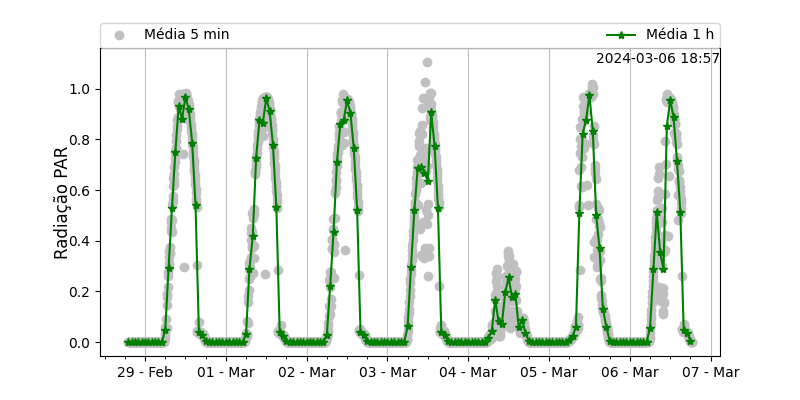 Média 5 min
Média 1 h
2024-03-06 18:57
Radiação PAR
1.0
0.8
0.6
0.4
0.2
0.0
29 - Feb
01 - Mar
02 - Mar
03 - Mar
04 - Mar
05 - Mar
06 - Mar
07 - Mar